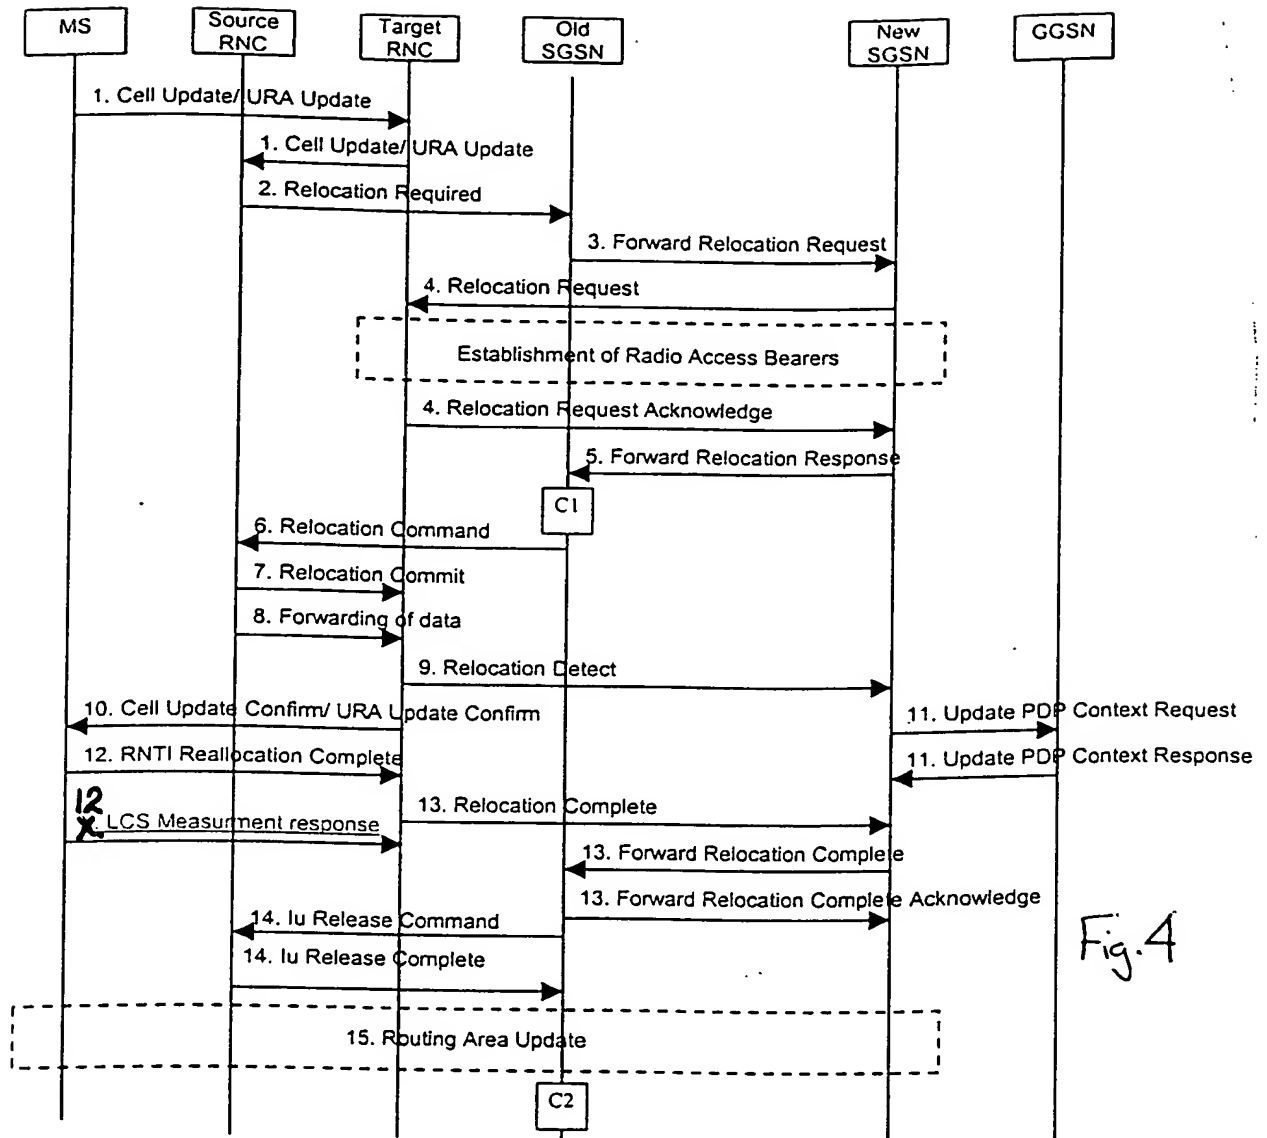 MS
Source
RNC
Target
RNC
Old
SGSN
New
SGSN
GGSN
1. Cell Update/ URA Update
1. Cell Update/ URA Update
2. Relocation Required
3. Forward Relocation Request
4. Relocation Request
Establishment of Radio Access Bearers
4. Relocation Request Acknowledge
5. Forward Relocation Response
C1
6. Relocation Command
7. Relocation Commit
8. Forwarding of data
9. Relocation Detect
10. Cell Update Confirm/ URA Update Confirm
11. Update PDP Context Request
12. RNTI Reallocation Complete
11. Update PDP Context Response
12
X. LCS Measurment response
13. Relocation Complete
13. Forward Relocation Complete
13. Forward Relocation Complete Acknowledge
14. Iu Release Command
14. Iu Release Complete
Fig. 4
15. Routing Area Update
C2